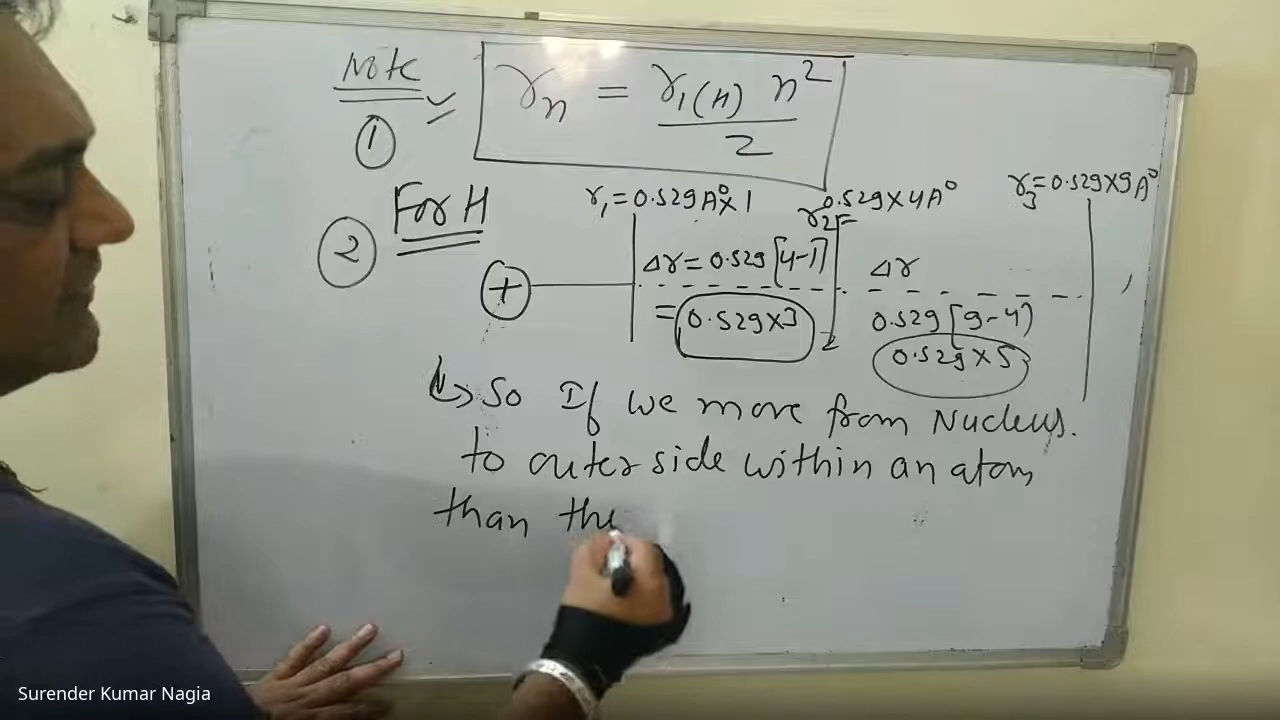 Note
① ✓ rₙ = r₁(H) n² / 2
② For H
r₁=0.529A°×1
0.529×4A°
r₂=
r₃=0.529×9A°
+
Δr=0.529[4-1]
=0.529×3
Δr
0.529[9-4]
0.529×5
↳ So If we move from Nucleus.
to outer side within an atom,
than the
Surender Kumar Nagia